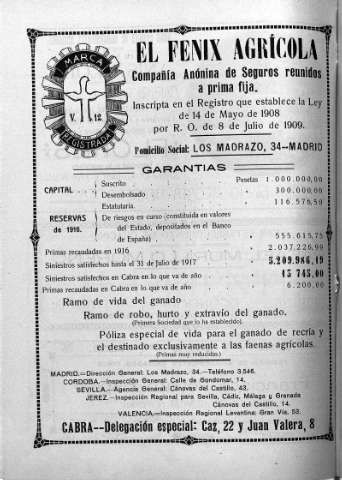 EL FENIX AGRÍCOLA
MARCA
V. 12.
REGISTRADA
Compañía Anónina de Seguros reunidos
a prima fija.
Inscripta en el Registro que establece la Ley
de 14 de Mayo de 1908
por R. O. de 8 de Julio de 1909.
Domicilio Social: LOS MADRAZO, 34--MADRID
GARANTIAS
CAPITAL
Suscrito Pesetas 1.000.000,00
Desembolsado 300.000,00
Estatutaria. 116.576,50
RESERVAS de 1916.
De riesgos en curso (constituida en valores
del Estado, depositados en el Banco
de España) 555.615,75
Primas recaudadas en 1916 2.037.226,99
Siniestros satisfechos hasta el 31 de Julio de 1917 5.209.984,19
Siniestros satisfechos en Cabra en lo que va de año 15 745,00
Primas recaudadas en Cabra en lo que va de año 6.200,00
Ramo de vida del ganado
Ramo de robo, hurto y extravío del ganado.
(Primera Sociedad que lo ha establecido).
Póliza especial de vida para el ganado de recría y
el destinado exclusivamente a las faenas agrícolas.
(Primas muy reducidas.)
MADRID.—Dirección General: Los Madrazo, 34.—Teléfono 3.546.
CORDOBA.—Inspección General: Calle de Gondomar, 14.
SEVILLA.—Agencia General: Cánovas del Castillo, 43.
JEREZ.—Inspección Regional para Sevilla, Cádiz, Málaga y Granada
Cánovas del Castillo, 14.
VALENCIA.—Inspección Regional Levantina: Gran Vía, 53.
CABRA--Delegación especial: Caz, 22 y Juan Valera, 8